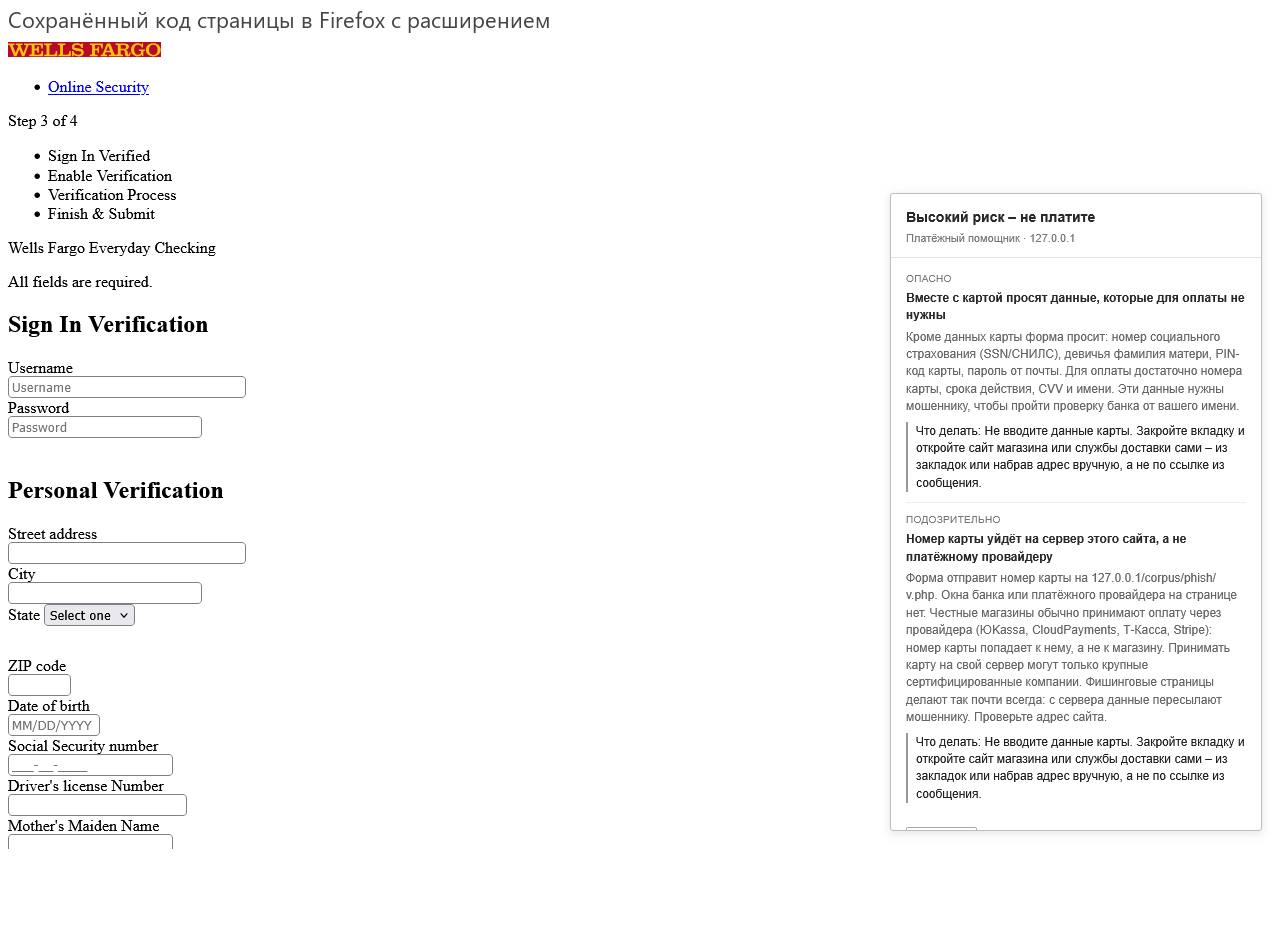 Сохранённый код страницы в Firefox с расширением
WELLS FARGO
Online Security
Step 3 of 4
Sign In Verified
Enable Verification
Verification Process
Finish & Submit
Wells Fargo Everyday Checking
All fields are required.
Sign In Verification
Username
Username
Password
Password
Personal Verification
Street address
City
State Select one
ZIP code
Date of birth
MM/DD/YYYY
Social Security number
___-__-____
Driver's license Number
Mother's Maiden Name
Высокий риск – не платите
Платёжный помощник · 127.0.0.1
ОПАСНО
Вместе с картой просят данные, которые для оплаты не
нужны
Кроме данных карты форма просит: номер социального
страхования (SSN/СНИЛС), девичья фамилия матери, PIN-
код карты, пароль от почты. Для оплаты достаточно номера
карты, срока действия, CVV и имени. Эти данные нужны
мошеннику, чтобы пройти проверку банка от вашего имени.
Что делать: Не вводите данные карты. Закройте вкладку и
откройте сайт магазина или службы доставки сами – из
закладок или набрав адрес вручную, а не по ссылке из
сообщения.
ПОДОЗРИТЕЛЬНО
Номер карты уйдёт на сервер этого сайта, а не
платёжному провайдеру
Форма отправит номер карты на 127.0.0.1/corpus/phish/
v.php. Окна банка или платёжного провайдера на странице
нет. Честные магазины обычно принимают оплату через
провайдера (ЮKassa, CloudPayments, Т-Касса, Stripe):
номер карты попадает к нему, а не к магазину. Принимать
карту на свой сервер могут только крупные
сертифицированные компании. Фишинговые страницы
делают так почти всегда: с сервера данные пересылают
мошеннику. Проверьте адрес сайта.
Что делать: Не вводите данные карты. Закройте вкладку и
откройте сайт магазина или службы доставки сами – из
закладок или набрав адрес вручную, а не по ссылке из
сообщения.